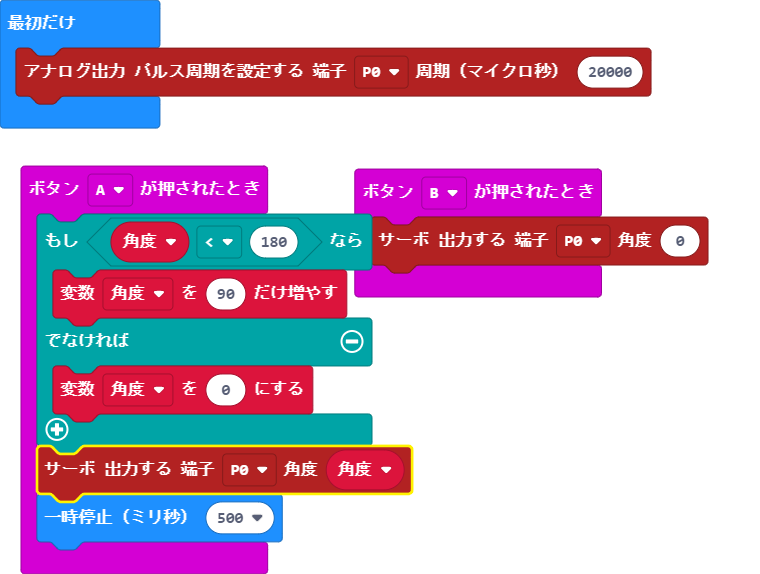 最初だけ
アナログ出力 パルス周期を設定する 端子 P0 周期（マイクロ秒） 20000
ボタン A が押されたとき
もし 角度 < 180 なら
変数 角度 を 90 だけ増やす
でなければ
変数 角度 を 0 にする
サーボ 出力する 端子 P0 角度 角度
一時停止（ミリ秒） 500
ボタン B が押されたとき
サーボ 出力する 端子 P0 角度 0